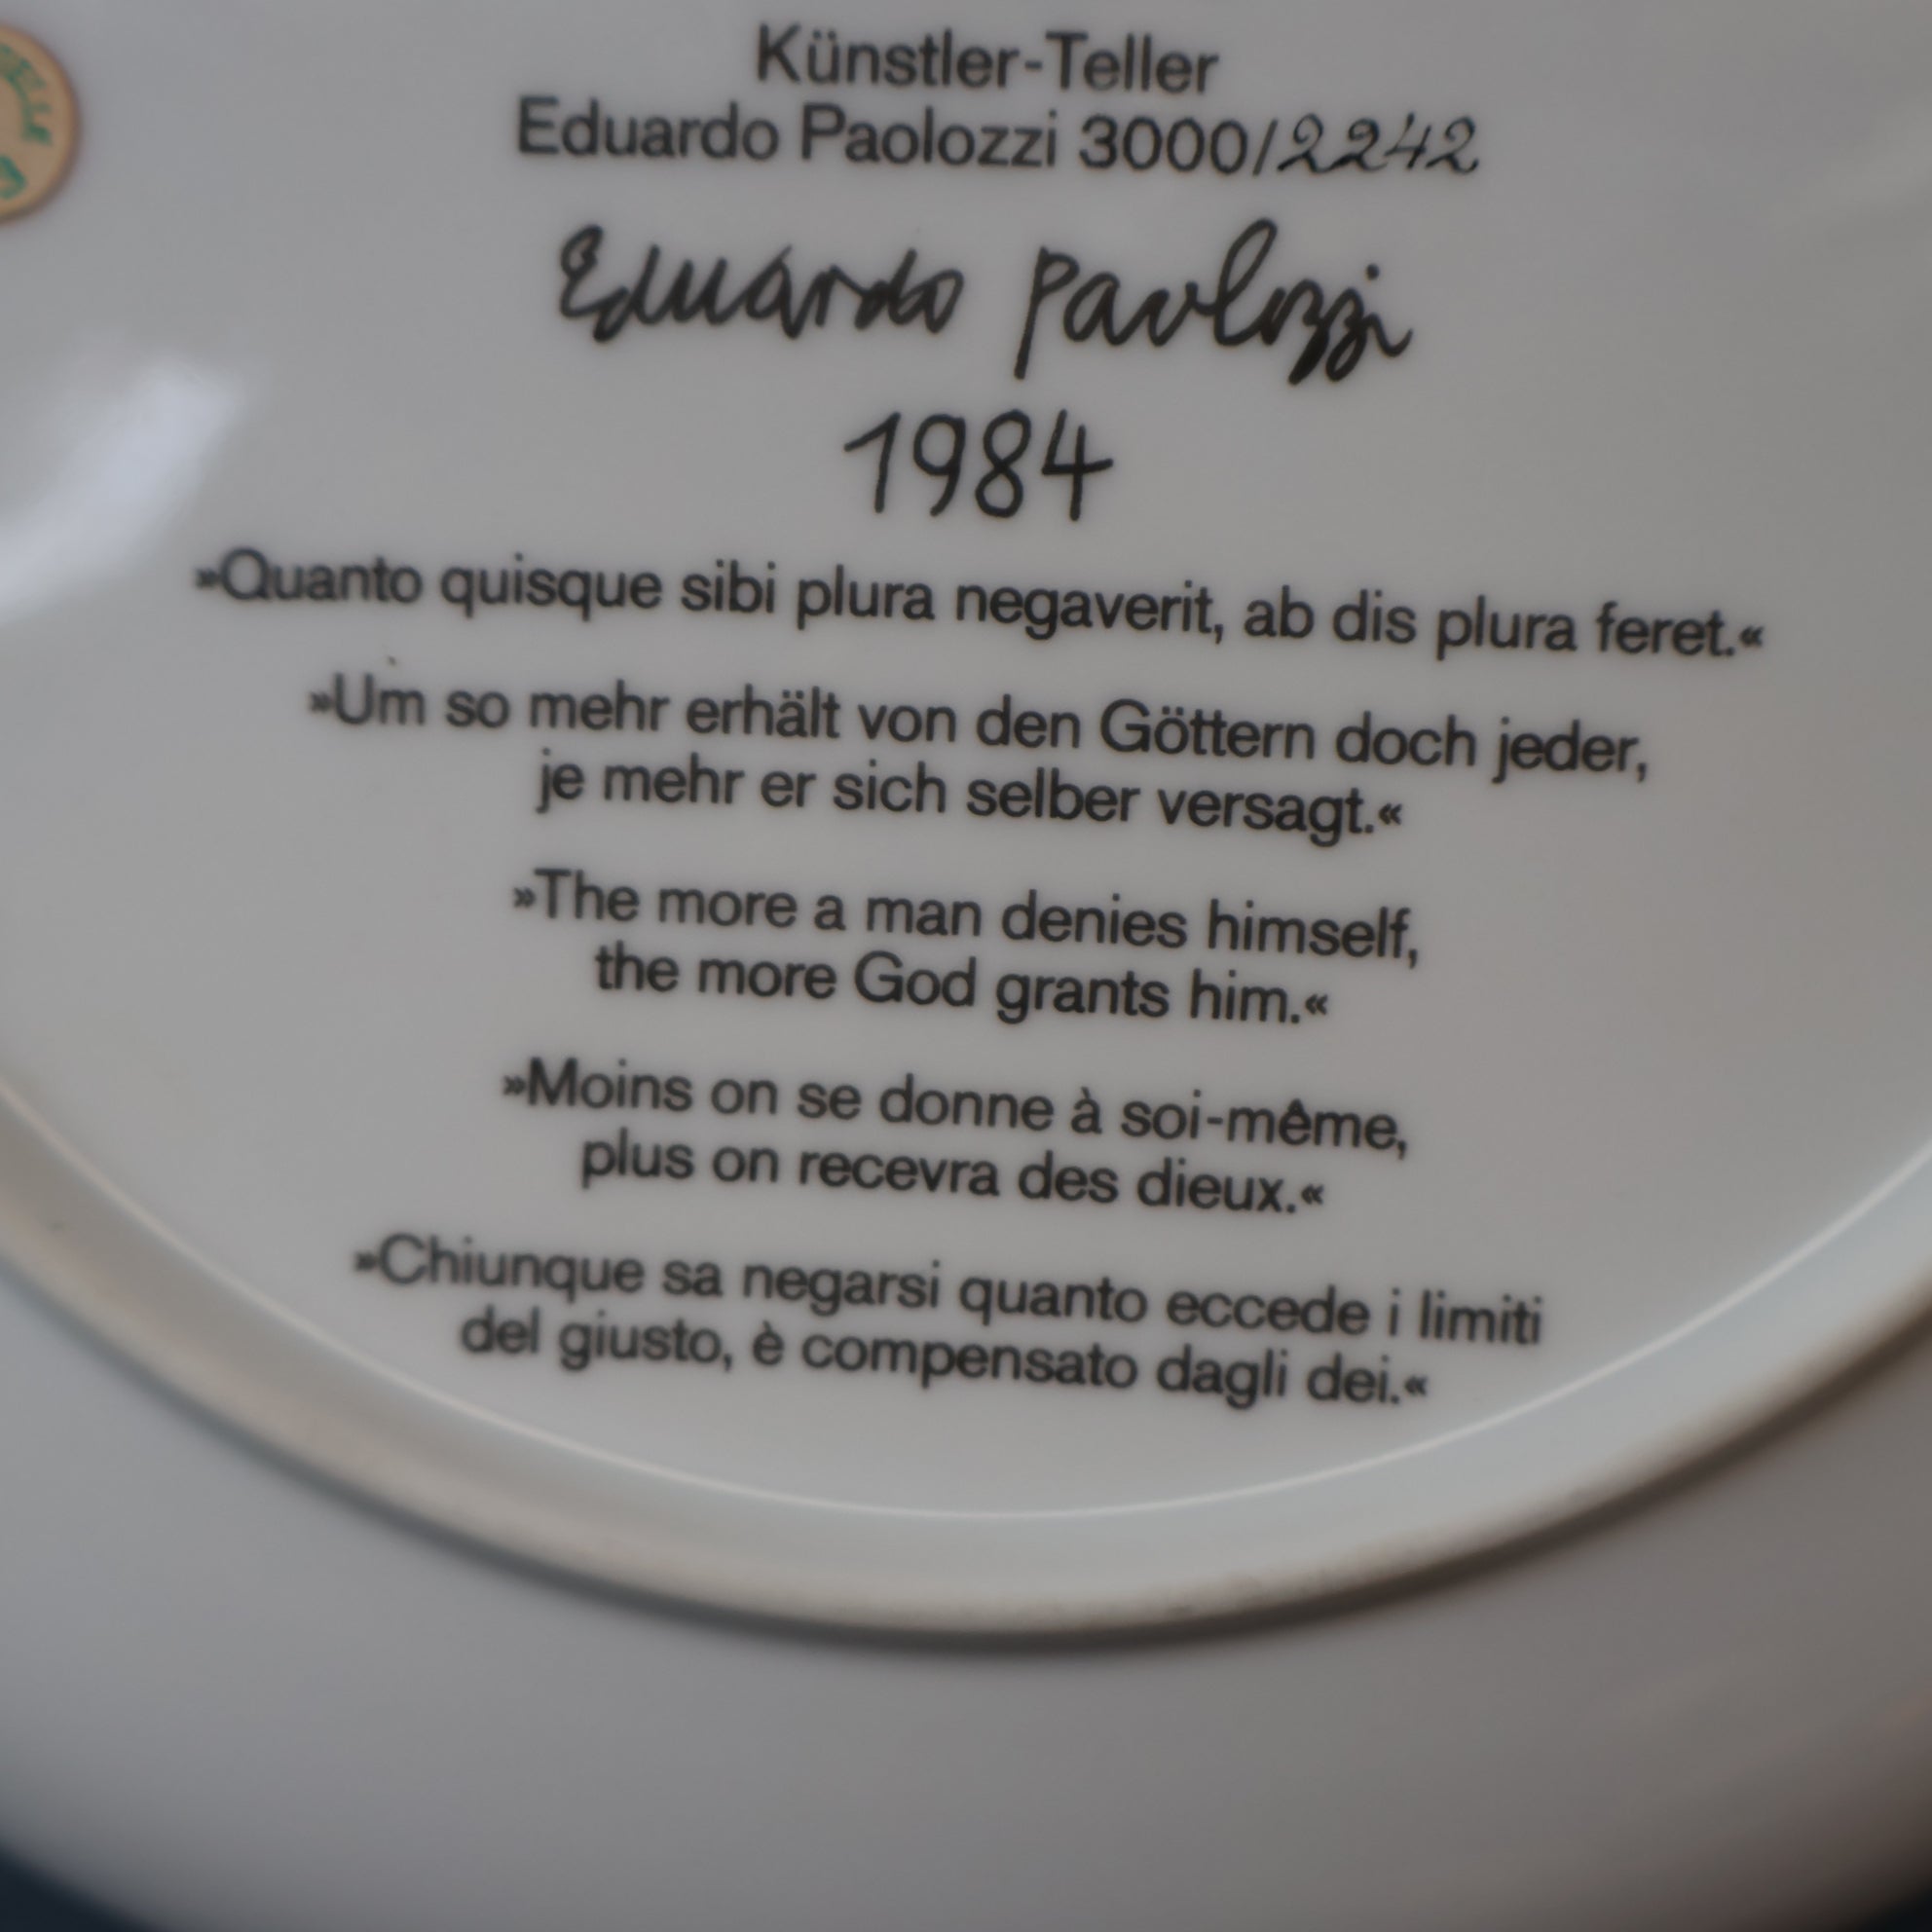 Künstler-Teller
Eduardo Paolozzi 3000/2242
Eduardo Paolozzi
1984
»Quanto quisque sibi plura negaverit, ab dis plura feret.«
»Um so mehr erhält von den Göttern doch jeder,
je mehr er sich selber versagt.«
»The more a man denies himself,
the more God grants him.«
»Moins on se donne à soi-même,
plus on recevra des dieux.«
»Chiunque sa negarsi quanto eccede i limiti
del giusto, è compensato dagli dei.«